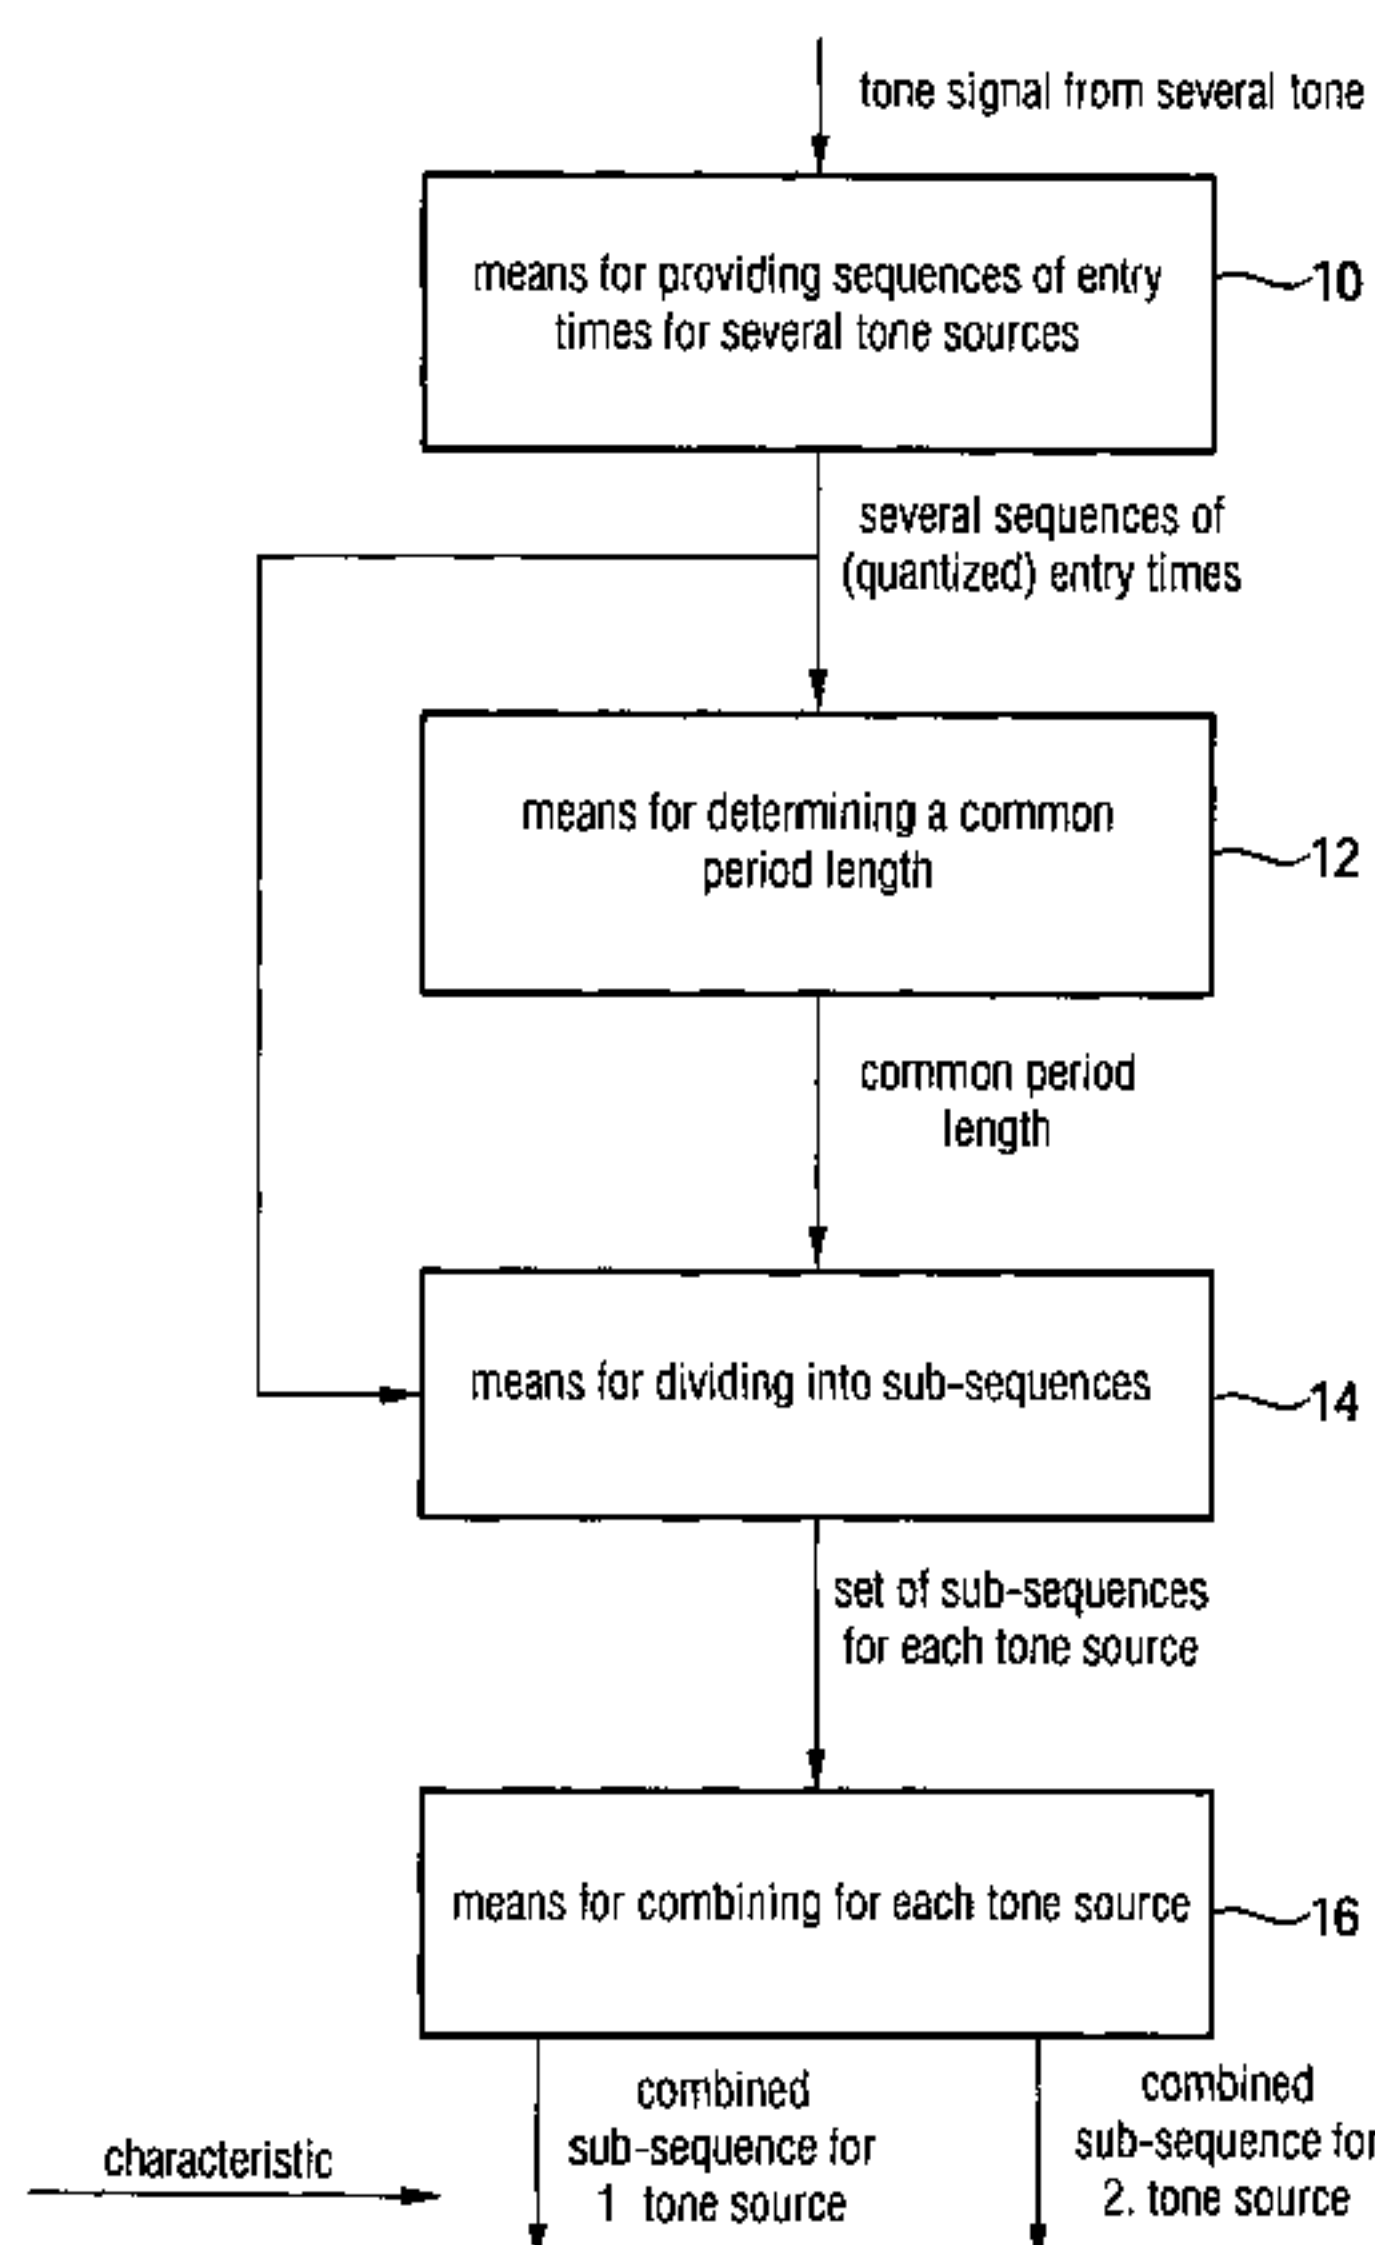 tone signal from several tone
means for providing sequences of entry
times for several tone sources
10
several sequences of
(quantized) entry times
means for determining a common
period length
12
common period
length
means for dividing into sub-sequences
14
set of sub-sequences
for each tone source
means for combining for each tone source
16
characteristic
combined
sub-sequence for
1 tone source
combined
sub-sequence for
2. tone source